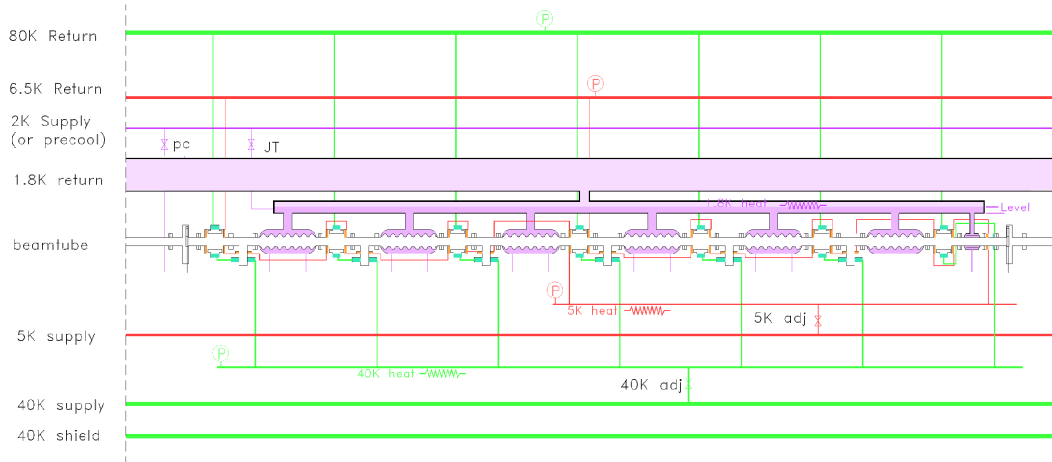 P
80K Return
6.5K Return
P
2K Supply
(or precool)
pc
JT
1.8K return
1.8K heat
Level
beamtube
P
5K heat
5K adj
5K supply
P
40K heat
40K adj
40K supply
40K shield